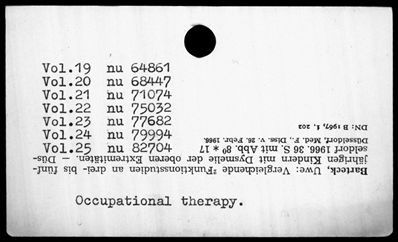 Vol.19 nu 64861
Vol.20 nu 68447
Vol.21 nu 71074
Vol.22 nu 75032
Vol.23 nu 77682
Vol.24 nu 79994
Vol.25 nu 82704
Barteck, Uwe: Vergleichende Funktionsstudien an drei- bis fünf-
jährigen Kindern mit Dysmelie der oberen Extremitäten. — Düs-
seldorf 1966. 36 S. mit Abb. 8° * 17
Düsseldorf, Med. F., Diss. v. 26. Febr. 1966.
DN: B 1967, 1, 202
Occupational therapy.